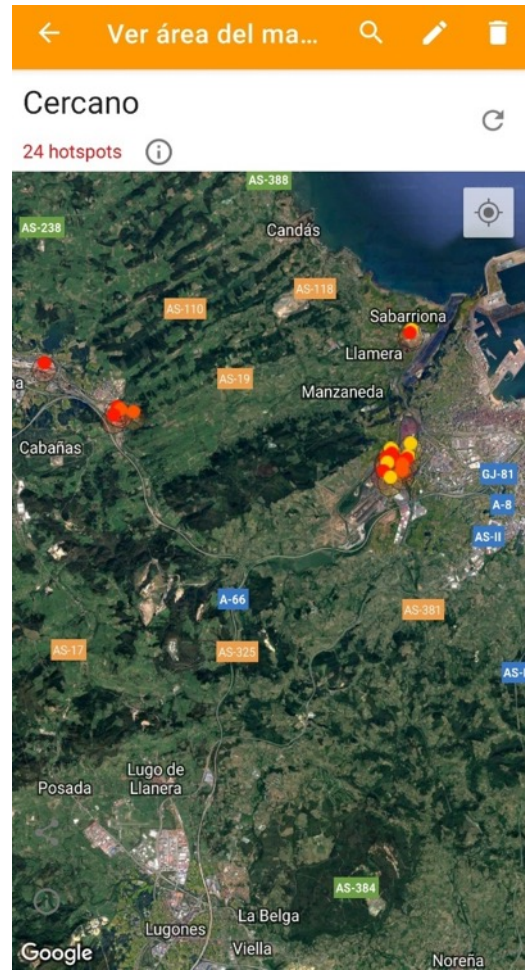 Ver área del ma...
Cercano
24 hotspots
AS-388
AS-238
Candás
AS-118
AS-110
Sabarriona
Llamera
AS-19
na
Manzaneda
Cabañas
GJ-81
A-8
AS-II
A-66
AS-381
AS-17
AS-325
AS-I
Lugo de
Llanera
Posada
AS-384
La Belga
Lugones
Viella
Google
Noreña